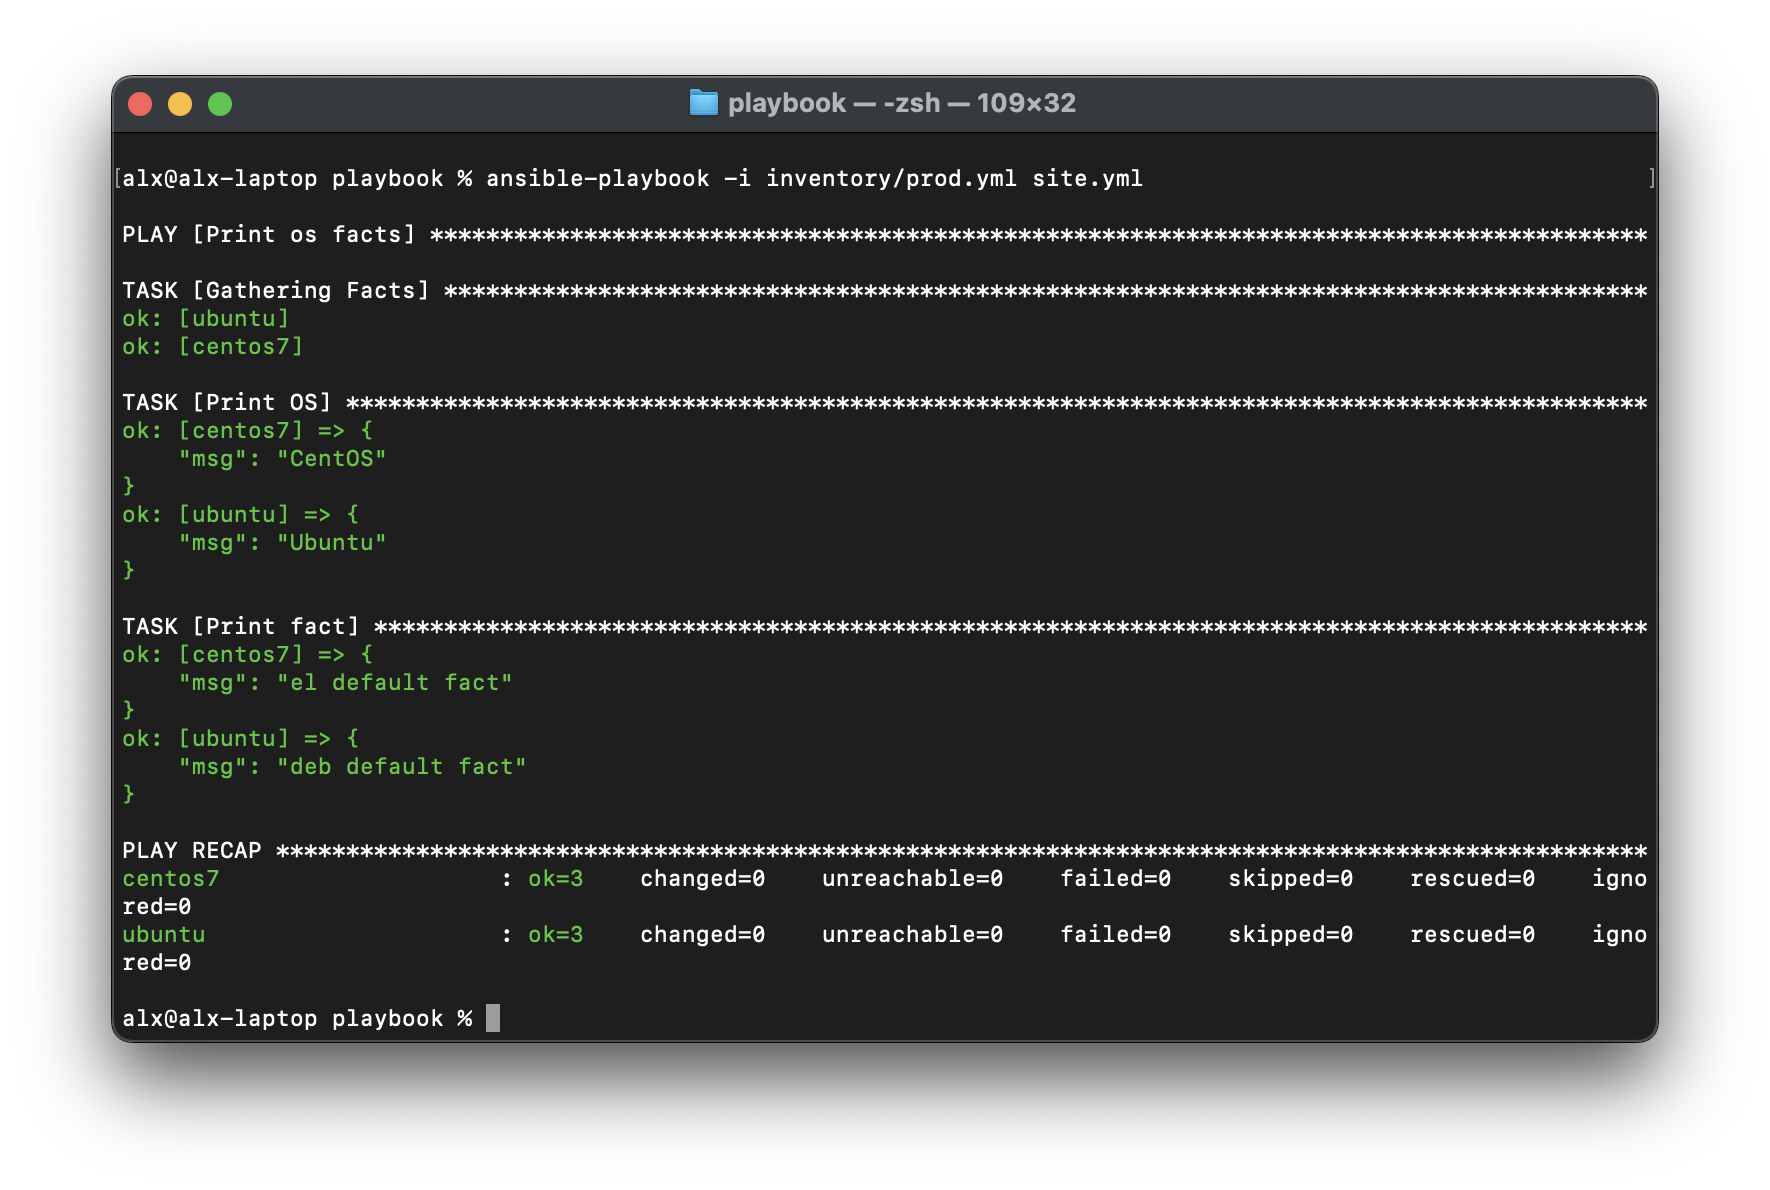 playbook — -zsh — 109×32
[alx@alx-laptop playbook % ansible-playbook -i inventory/prod.yml site.yml ]
PLAY [Print os facts] ***************************************************************************************
TASK [Gathering Facts] **************************************************************************************
ok: [ubuntu]
ok: [centos7]
TASK [Print OS] *********************************************************************************************
ok: [centos7] => {
    "msg": "CentOS"
}
ok: [ubuntu] => {
    "msg": "Ubuntu"
}
TASK [Print fact] *******************************************************************************************
ok: [centos7] => {
    "msg": "el default fact"
}
ok: [ubuntu] => {
    "msg": "deb default fact"
}
PLAY RECAP **************************************************************************************************
centos7                    : ok=3    changed=0    unreachable=0    failed=0    skipped=0    rescued=0    igno
red=0
ubuntu                     : ok=3    changed=0    unreachable=0    failed=0    skipped=0    rescued=0    igno
red=0
alx@alx-laptop playbook %